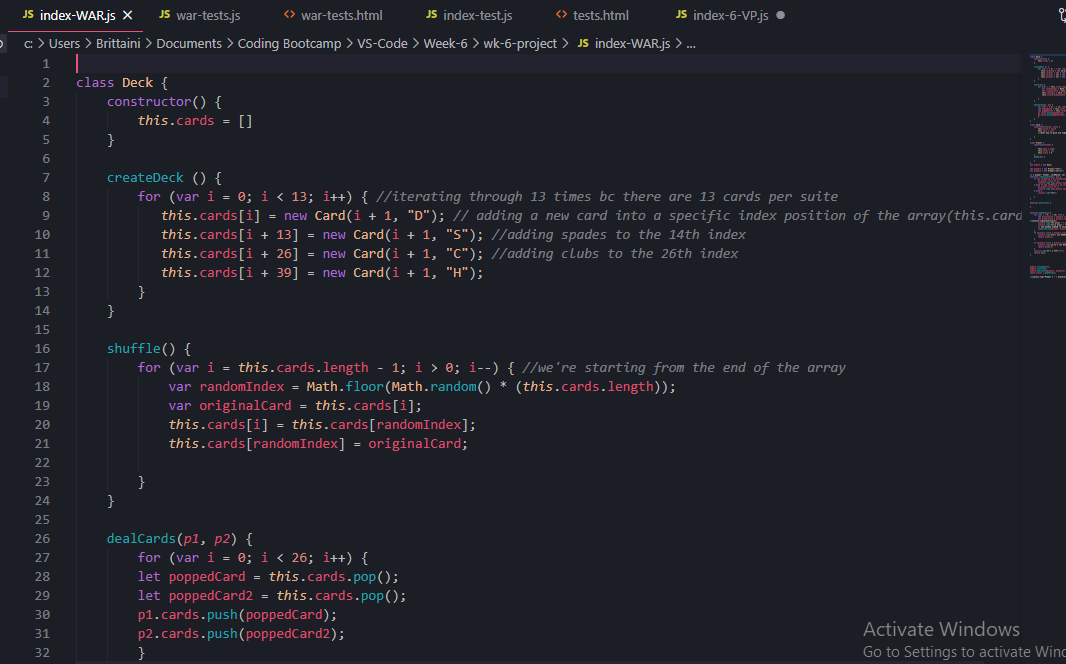 JS index-WAR.js × JS war-tests.js <> war-tests.html JS index-test.js <> tests.html JS index-6-VP.js ●
c: > Users > Brittaini > Documents > Coding Bootcamp > VS-Code > Week-6 > wk-6-project > JS index-WAR.js > ...
1
2 class Deck {
3 constructor() {
4 this.cards = []
5 }
6
7 createDeck () {
8 for (var i = 0; i < 13; i++) { //iterating through 13 times bc there are 13 cards per suite
9 this.cards[i] = new Card(i + 1, "D"); // adding a new card into a specific index position of the array(this.card
10 this.cards[i + 13] = new Card(i + 1, "S"); //adding spades to the 14th index
11 this.cards[i + 26] = new Card(i + 1, "C"); //adding clubs to the 26th index
12 this.cards[i + 39] = new Card(i + 1, "H");
13 }
14 }
15
16 shuffle() {
17 for (var i = this.cards.length - 1; i > 0; i--) { //we're starting from the end of the array
18 var randomIndex = Math.floor(Math.random() * (this.cards.length));
19 var originalCard = this.cards[i];
20 this.cards[i] = this.cards[randomIndex];
21 this.cards[randomIndex] = originalCard;
22
23 }
24 }
25
26 dealCards(p1, p2) {
27 for (var i = 0; i < 26; i++) {
28 let poppedCard = this.cards.pop();
29 let poppedCard2 = this.cards.pop();
30 p1.cards.push(poppedCard);
31 p2.cards.push(poppedCard2);
32 }
Activate Windows
Go to Settings to activate Wind